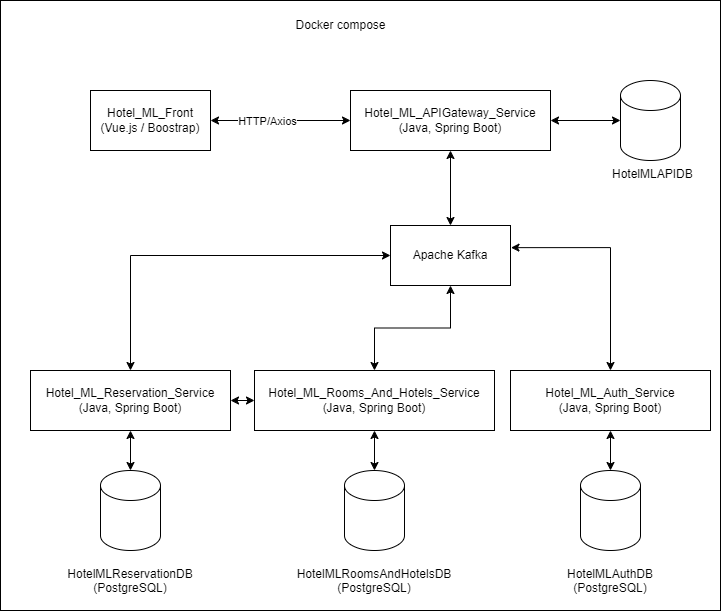 Docker compose
Hotel_ML_Front
(Vue.js / Boostrap)
HTTP/Axios
Hotel_ML_APIGateway_Service
(Java, Spring Boot)
HotelMLAPIDB
Apache Kafka
Hotel_ML_Reservation_Service
(Java, Spring Boot)
Hotel_ML_Rooms_And_Hotels_Service
(Java, Spring Boot)
Hotel_ML_Auth_Service
(Java, Spring Boot)
HotelMLReservationDB
(PostgreSQL)
HotelMLRoomsAndHotelsDB
(PostgreSQL)
HotelMLAuthDB
(PostgreSQL)